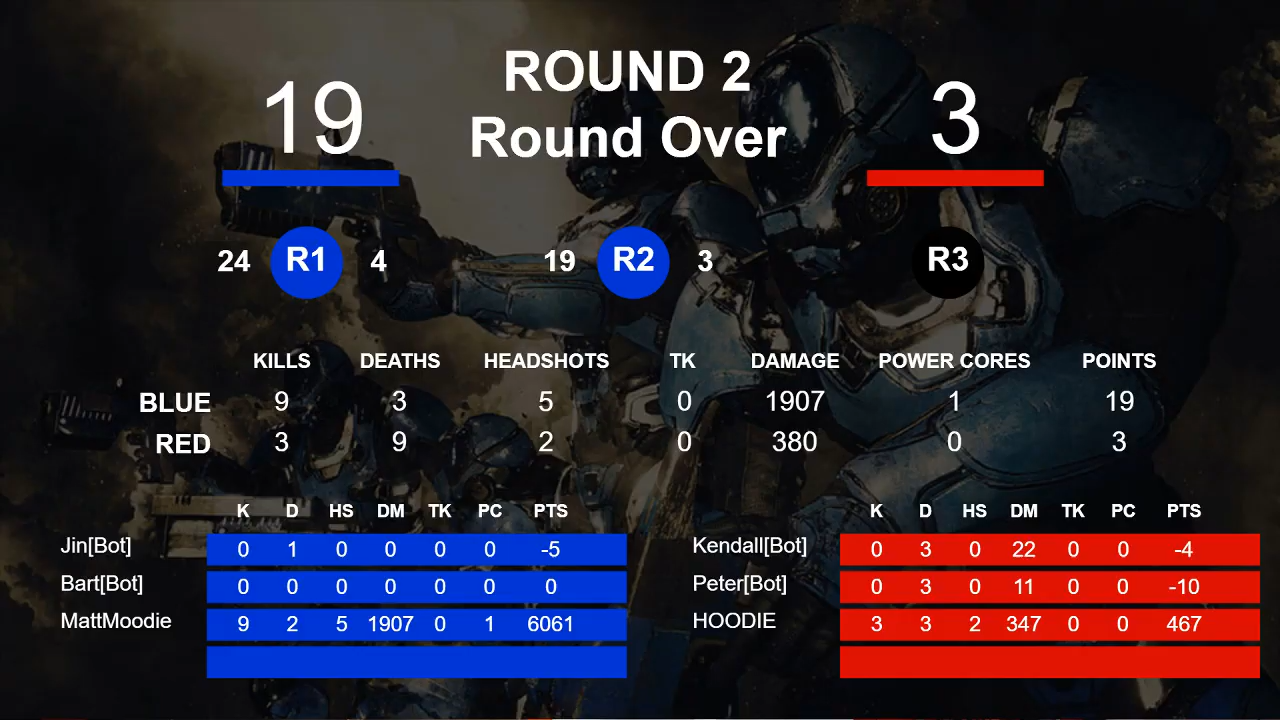 ROUND 2
19 Round Over 3
24 R1 4 19 R2 3 R3
KILLS DEATHS HEADSHOTS TK DAMAGE POWER CORES POINTS
BLUE 9 3 5 0 1907 1 19
RED 3 9 2 0 380 0 3
K D HS DM TK PC PTS
Jin[Bot] 0 1 0 0 0 0 -5
Bart[Bot] 0 0 0 0 0 0 0
MattMoodie 9 2 5 1907 0 1 6061
K D HS DM TK PC PTS
Kendall[Bot] 0 3 0 22 0 0 -4
Peter[Bot] 0 3 0 11 0 0 -10
HOODIE 3 3 2 347 0 0 467